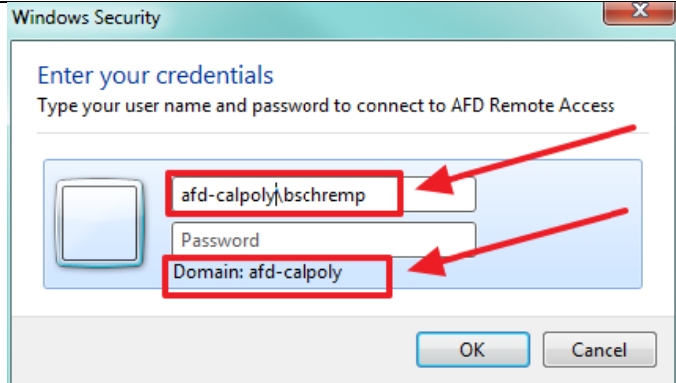 Windows Security
Enter your credentials
Type your user name and password to connect to AFD Remote Access
afd-calpoly\bschremp
Password
Domain: afd-calpoly
OK
Cancel